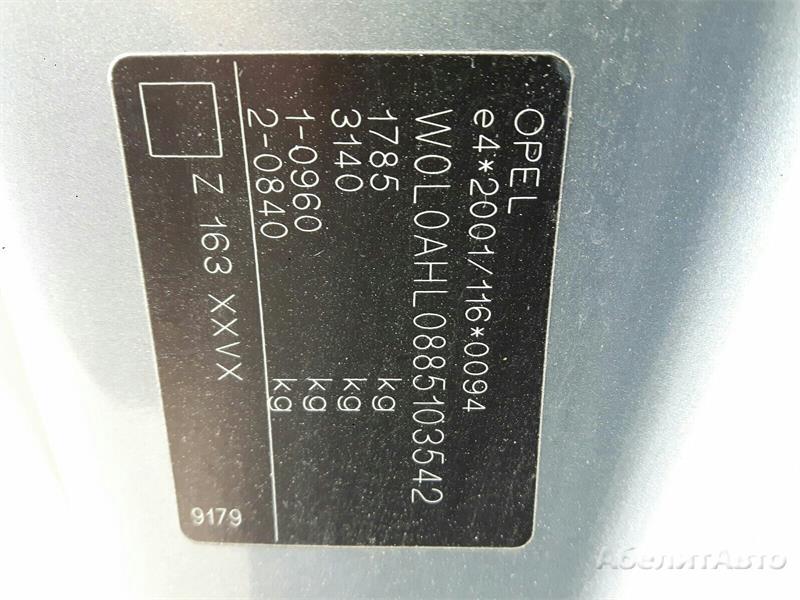 OPEL
e4*2001/116*0094
W0L0AHL0885103542
1785 kg
3140 kg
1-0960 kg
2-0840 kg
Z 163 XXVX
9179
АбелитАвто